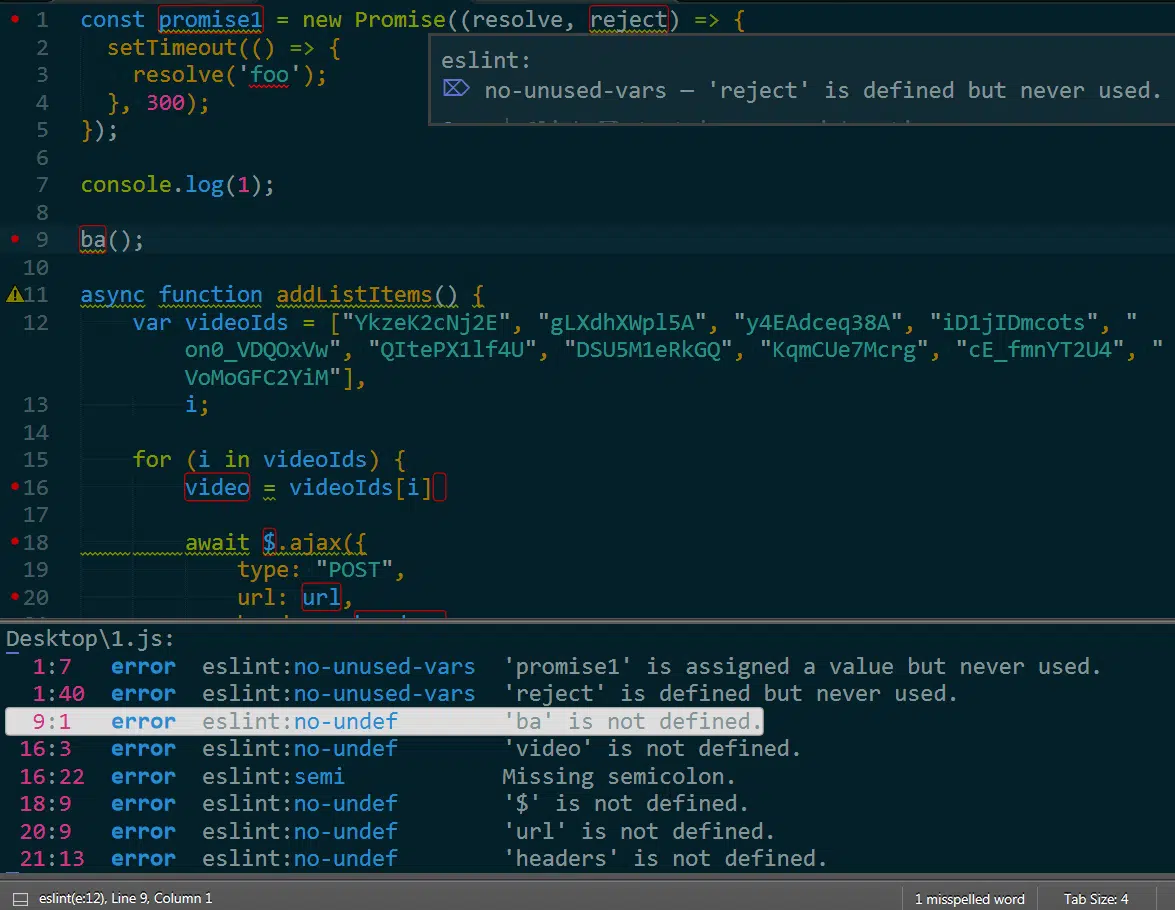 1 const promise1 = new Promise((resolve, reject) => {
2 setTimeout(() => {
3 resolve('foo');
4 }, 300);
5 });
6
7 console.log(1);
8
9 ba();
10
11 async function addListItems() {
12 var videoIds = ["YkzeK2cNj2E", "gLXdhXWpl5A", "y4EAdceq38A", "iD1jIDmcots", "
on0_VDQOxVw", "QItePX1lf4U", "DSU5M1eRkGQ", "KqmCUe7Mcrg", "cE_fmnYT2U4", "
VoMoGFC2YiM"],
13 i;
14
15 for (i in videoIds) {
16 video = videoIds[i]
17
18 await $.ajax({
19 type: "POST",
20 url: url,
eslint:
⌦ no-unused-vars — 'reject' is defined but never used.
Desktop\1.js:
1:7 error eslint:no-unused-vars 'promise1' is assigned a value but never used.
1:40 error eslint:no-unused-vars 'reject' is defined but never used.
9:1 error eslint:no-undef 'ba' is not defined.
16:3 error eslint:no-undef 'video' is not defined.
16:22 error eslint:semi Missing semicolon.
18:9 error eslint:no-undef '$' is not defined.
20:9 error eslint:no-undef 'url' is not defined.
21:13 error eslint:no-undef 'headers' is not defined.
eslint(e:12), Line 9, Column 1
1 misspelled word
Tab Size: 4